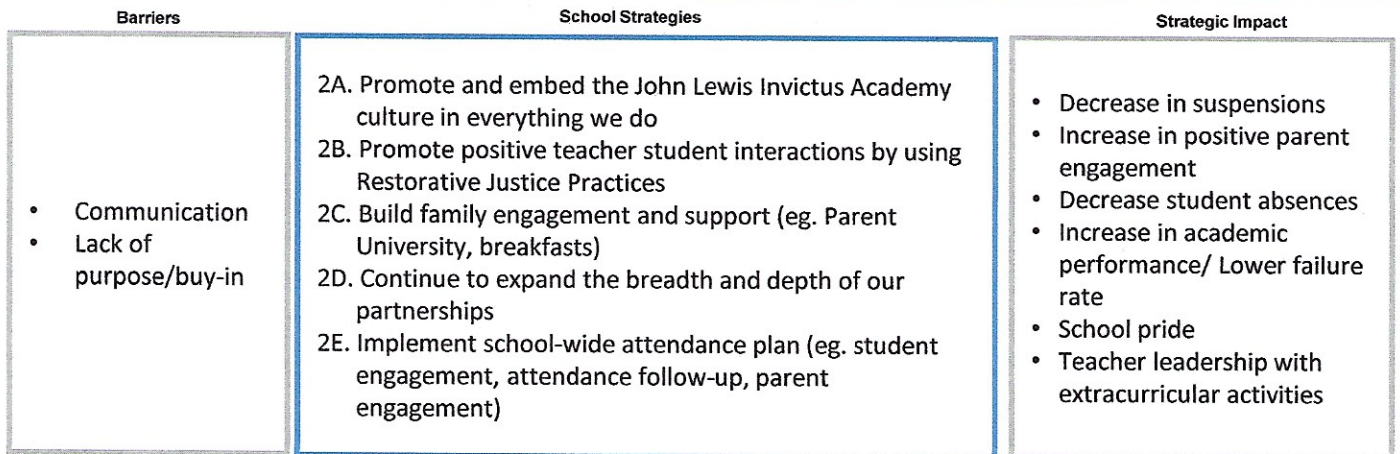 Barriers
School Strategies
Strategic Impact
• Communication
• Lack of
purpose/buy-in
2A. Promote and embed the John Lewis Invictus Academy
culture in everything we do
2B. Promote positive teacher student interactions by using
Restorative Justice Practices
2C. Build family engagement and support (eg. Parent
University, breakfasts)
2D. Continue to expand the breadth and depth of our
partnerships
2E. Implement school-wide attendance plan (eg. student
engagement, attendance follow-up, parent
engagement)
• Decrease in suspensions
• Increase in positive parent
engagement
• Decrease student absences
• Increase in academic
performance/ Lower failure
rate
• School pride
• Teacher leadership with
extracurricular activities